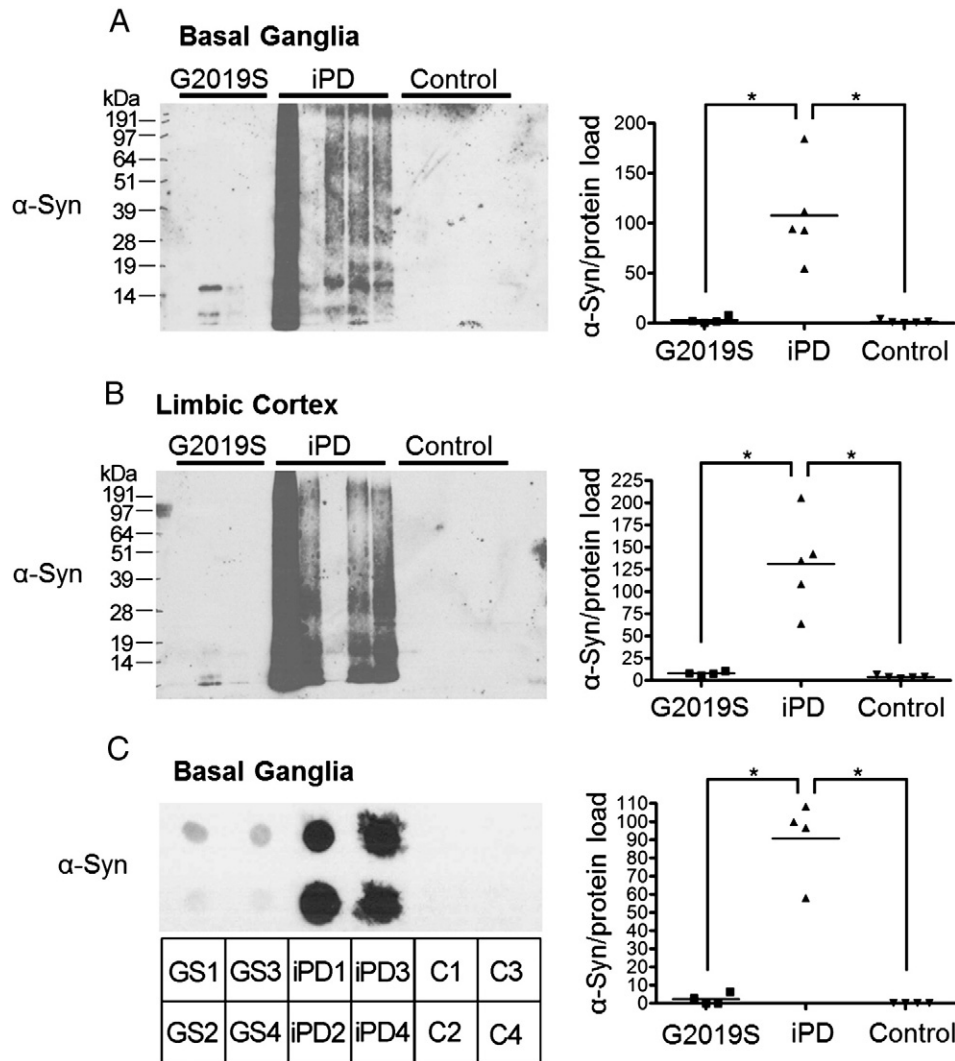 A
Basal Ganglia
G2019S iPD Control
kDa
191
97
64
51
39
28
19
14
α-Syn
* *
α-Syn/protein load
200
150
100
50
0
G2019S iPD Control
B
Limbic Cortex
G2019S iPD Control
kDa
191
97
64
51
39
28
19
14
α-Syn
* *
α-Syn/protein load
225
200
175
150
125
100
75
50
25
0
G2019S iPD Control
C
Basal Ganglia
α-Syn
GS1 GS3 iPD1 iPD3 C1 C3
GS2 GS4 iPD2 iPD4 C2 C4
* *
α-Syn/protein load
110
100
90
80
70
60
50
40
30
20
10
0
G2019S iPD Control